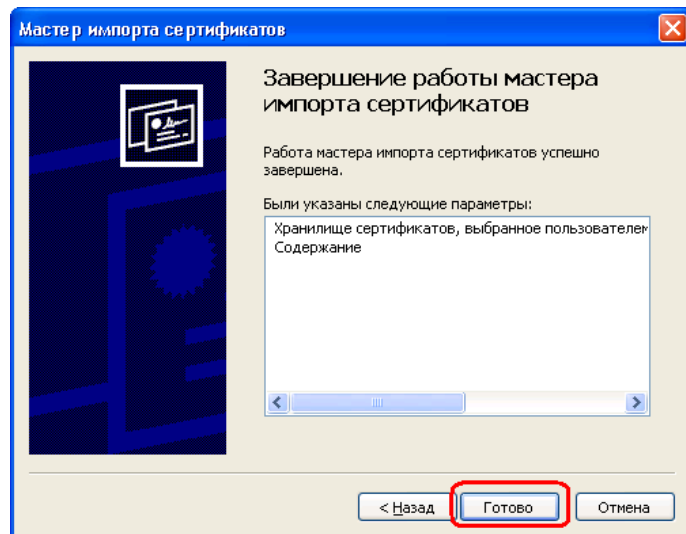 Мастер импорта сертификатов
Завершение работы мастера
импорта сертификатов
Работа мастера импорта сертификатов успешно
завершена.
Были указаны следующие параметры:
Хранилище сертификатов, выбранное пользователем
Содержание
< Назад
Готово
Отмена